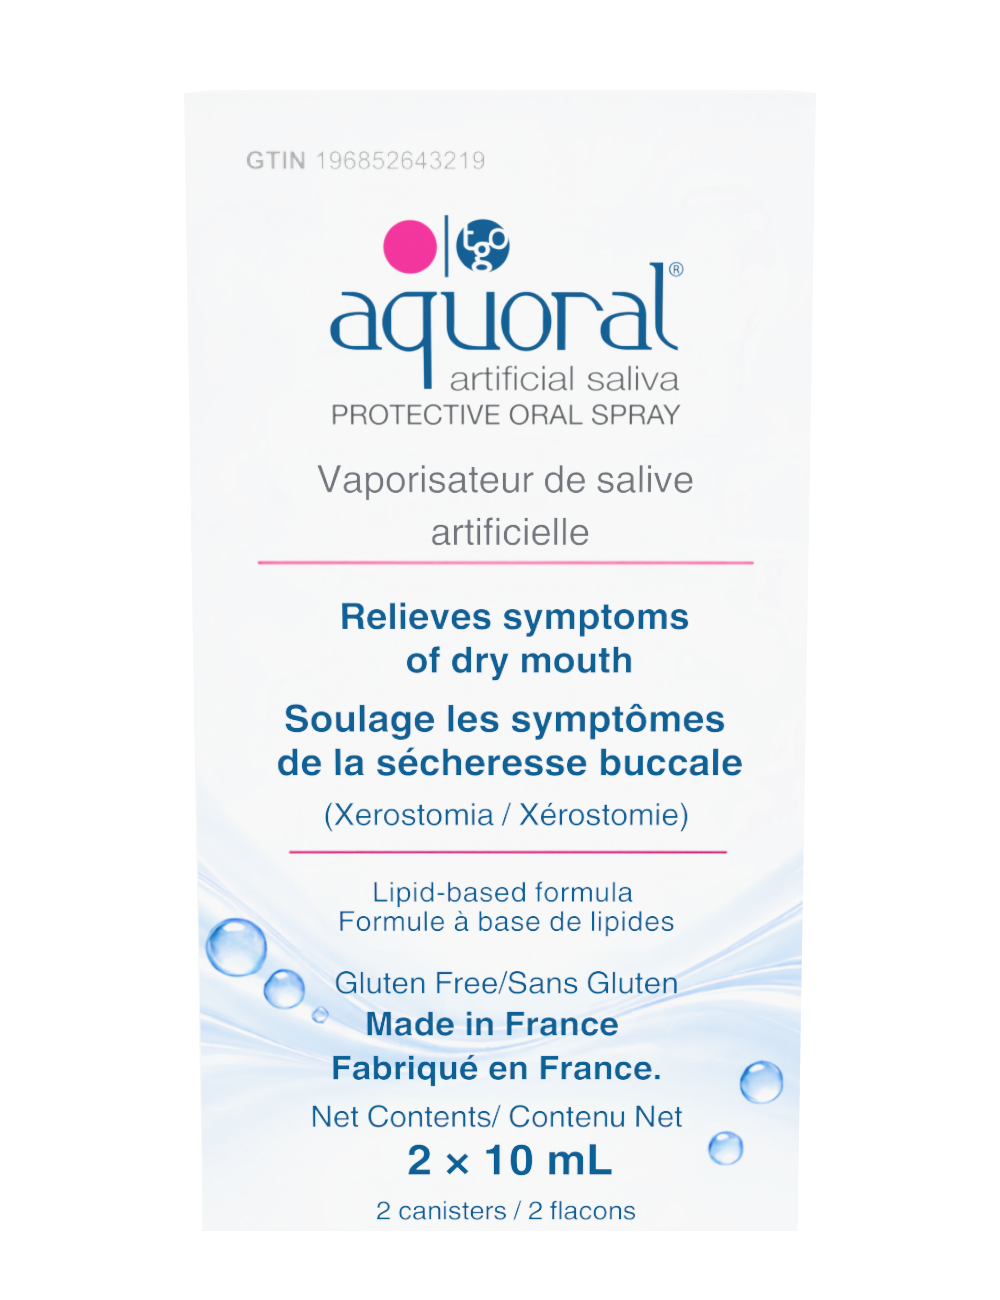 GTIN 196852643219
tgo
aquoral®
artificial saliva
PROTECTIVE ORAL SPRAY
Vaporisateur de salive
artificielle
Relieves symptoms
of dry mouth
Soulage les symptômes
de la sécheresse buccale
(Xerostomia / Xérostomie)
Lipid-based formula
Formule à base de lipides
Gluten Free/Sans Gluten
Made in France
Fabriqué en France.
Net Contents/ Contenu Net
2 × 10 mL
2 canisters / 2 flacons